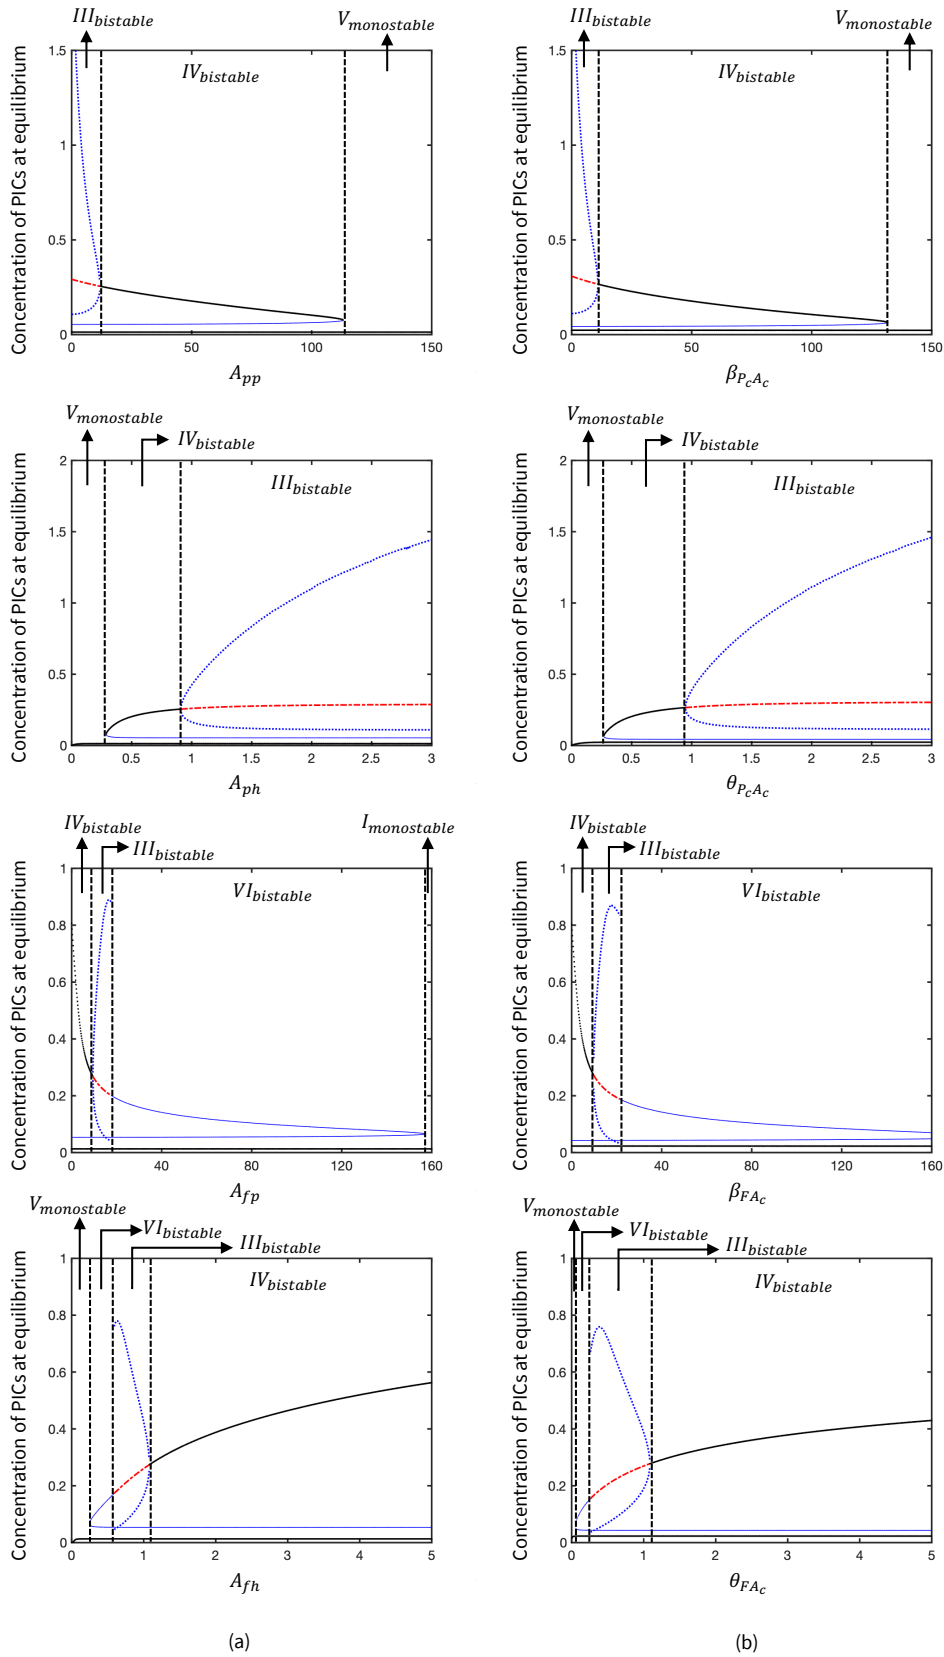 III_bistable V_monostable III_bistable V_monostable
IV_bistable IV_bistable
Concentration of PICs at equilibrium
1.5
1
0.5
0
0 50 100 150
A_pp
Concentration of PICs at equilibrium
1.5
1
0.5
0
0 50 100 150
β_{P_cA_c}
V_monostable
IV_bistable
III_bistable
Concentration of PICs at equilibrium
2
1.5
1
0.5
0
0 0.5 1 1.5 2 2.5 3
A_ph
V_monostable
IV_bistable
III_bistable
Concentration of PICs at equilibrium
2
1.5
1
0.5
0
0 0.5 1 1.5 2 2.5 3
θ_{P_cA_c}
IV_bistable I_monostable
III_bistable
VI_bistable
Concentration of PICs at equilibrium
1
0.8
0.6
0.4
0.2
0
0 40 80 120 160
A_fp
IV_bistable
III_bistable
VI_bistable
Concentration of PICs at equilibrium
1
0.8
0.6
0.4
0.2
0
0 40 80 120 160
β_{FA_c}
V_monostable
VI_bistable
III_bistable
IV_bistable
Concentration of PICs at equilibrium
1
0.8
0.6
0.4
0.2
0
0 1 2 3 4 5
A_fh
V_monostable
VI_bistable
III_bistable
IV_bistable
Concentration of PICs at equilibrium
1
0.8
0.6
0.4
0.2
0
0 1 2 3 4 5
θ_{FA_c}
(a) (b)